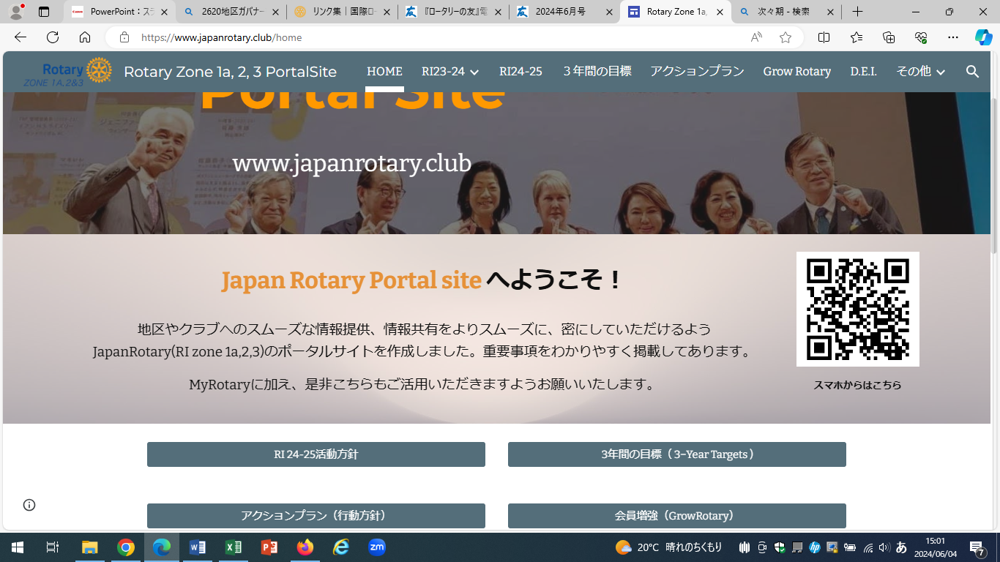 PowerPoint：スラ
2620地区ガバナー
リンク集｜国際ロー
『ロータリーの友』電
2024年6月号
Rotary Zone 1a,
次々期 - 検索
https://www.japanrotary.club/home
Rotary
ZONE 1A.2&3
Rotary Zone 1a, 2, 3 PortalSite
HOME
RI23-24
RI24-25
３年間の目標
アクションプラン
Grow Rotary
D.E.I.
その他
Portal Site
www.japanrotary.club
Japan Rotary Portal site へようこそ！
地区やクラブへのスムーズな情報提供、情報共有をよりスムーズに、密にしていただけるよう
JapanRotary(RI zone 1a,2,3)のポータルサイトを作成しました。重要事項をわかりやすく掲載してあります。
MyRotaryに加え、是非こちらもご活用いただきますようお願いいたします。
スマホからはこちら
RI 24-25活動方針
3年間の目標（3−Year Targets）
アクションプラン（行動方針）
会員増強（GrowRotary）
20°C 晴れのちくもり
あ
15:01
2024/06/04
7